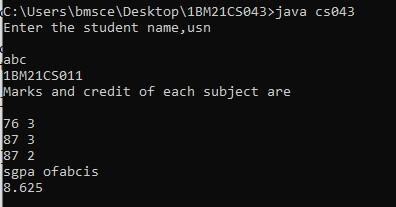 C:\Users\bmsce\Desktop\1BM21CS043>java cs043
Enter the student name,usn
abc
1BM21CS011
Marks and credit of each subject are
76 3
87 3
87 2
sgpa ofabcis
8.625